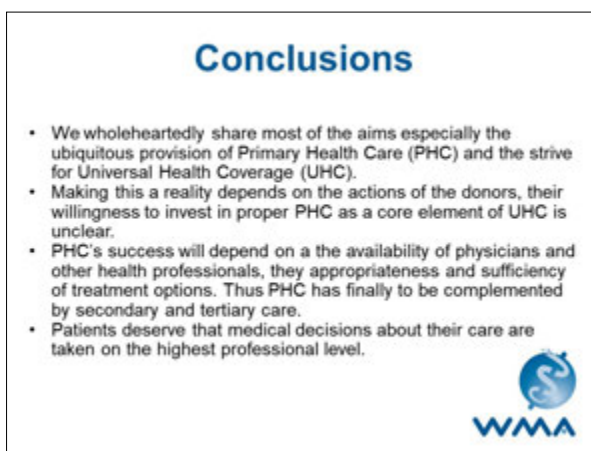 Conclusions
• We wholeheartedly share most of the aims especially the
ubiquitous provision of Primary Health Care (PHC) and the strive
for Universal Health Coverage (UHC).
• Making this a reality depends on the actions of the donors, their
willingness to invest in proper PHC as a core element of UHC is
unclear.
• PHC's success will depend on a the availability of physicians and
other health professionals, they appropriateness and sufficiency
of treatment options. Thus PHC has finally to be complemented
by secondary and tertiary care.
• Patients deserve that medical decisions about their care are
taken on the highest professional level.
WMA